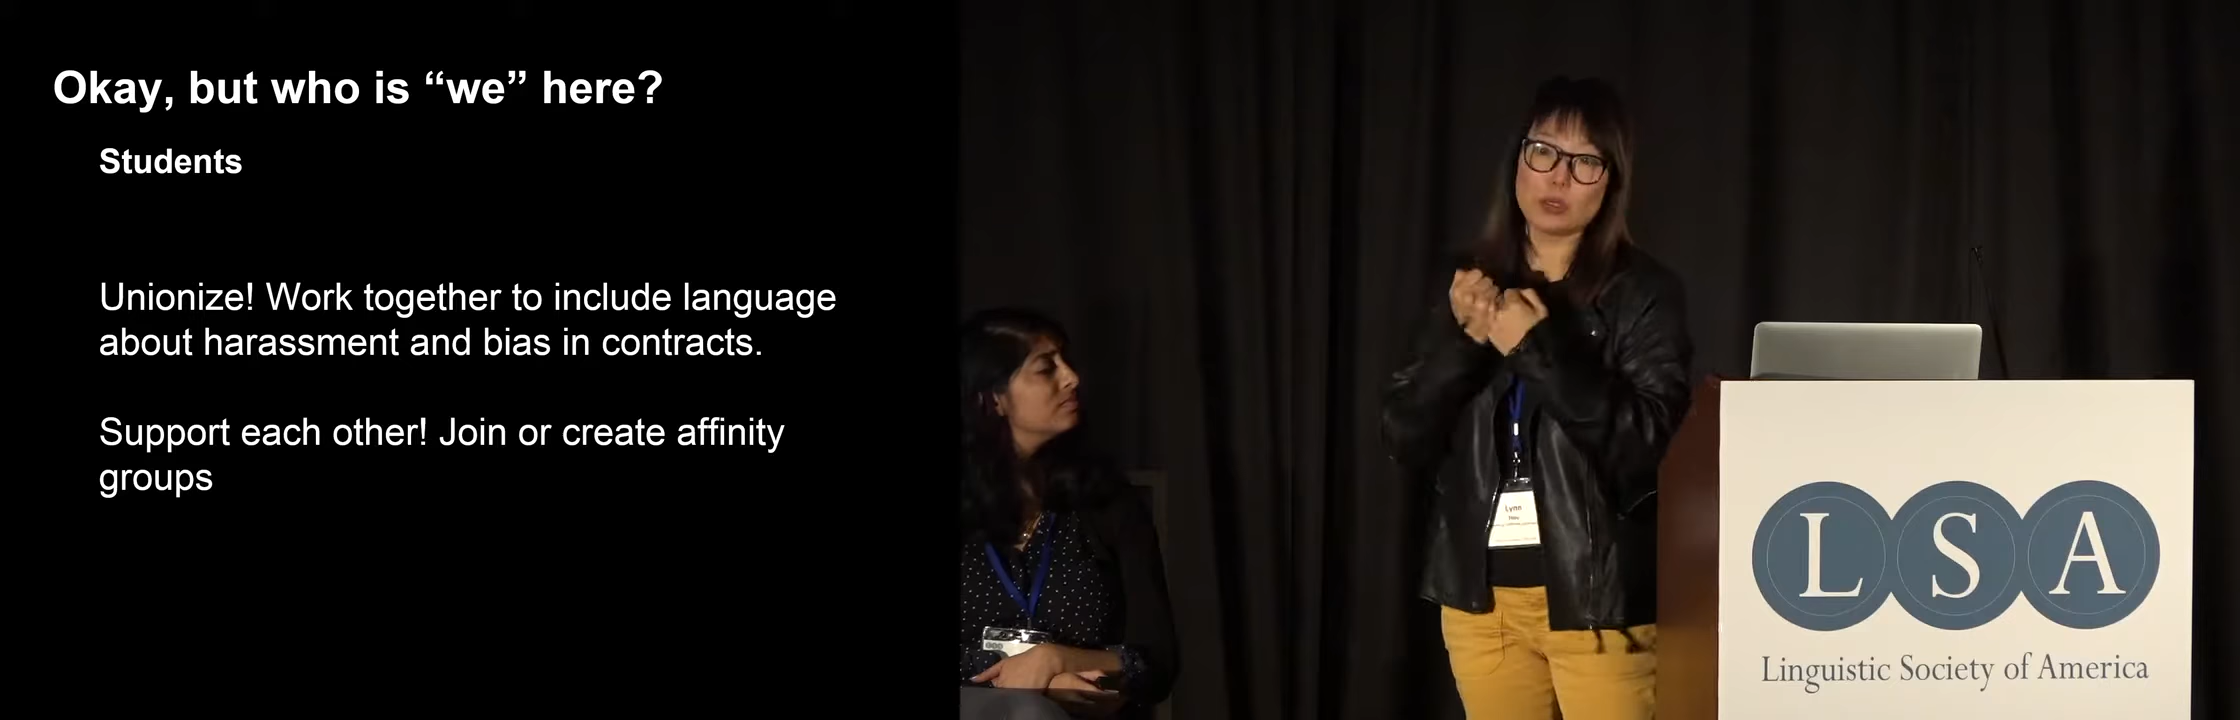 Okay, but who is “we” here?
Students
Unionize! Work together to include language
about harassment and bias in contracts.
Support each other! Join or create affinity
groups
Lynn
LSA
Linguistic Society of America